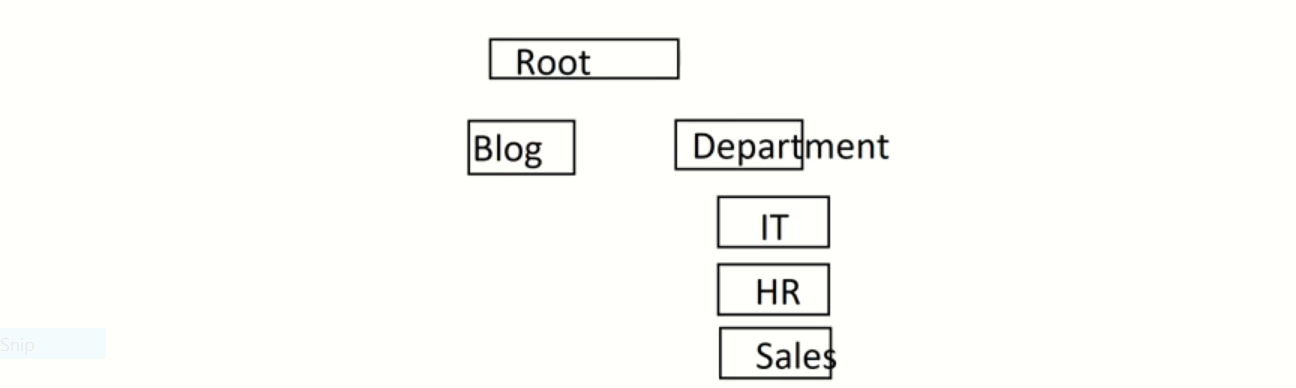 Root
Blog
Department
IT
HR
Sales
Snip